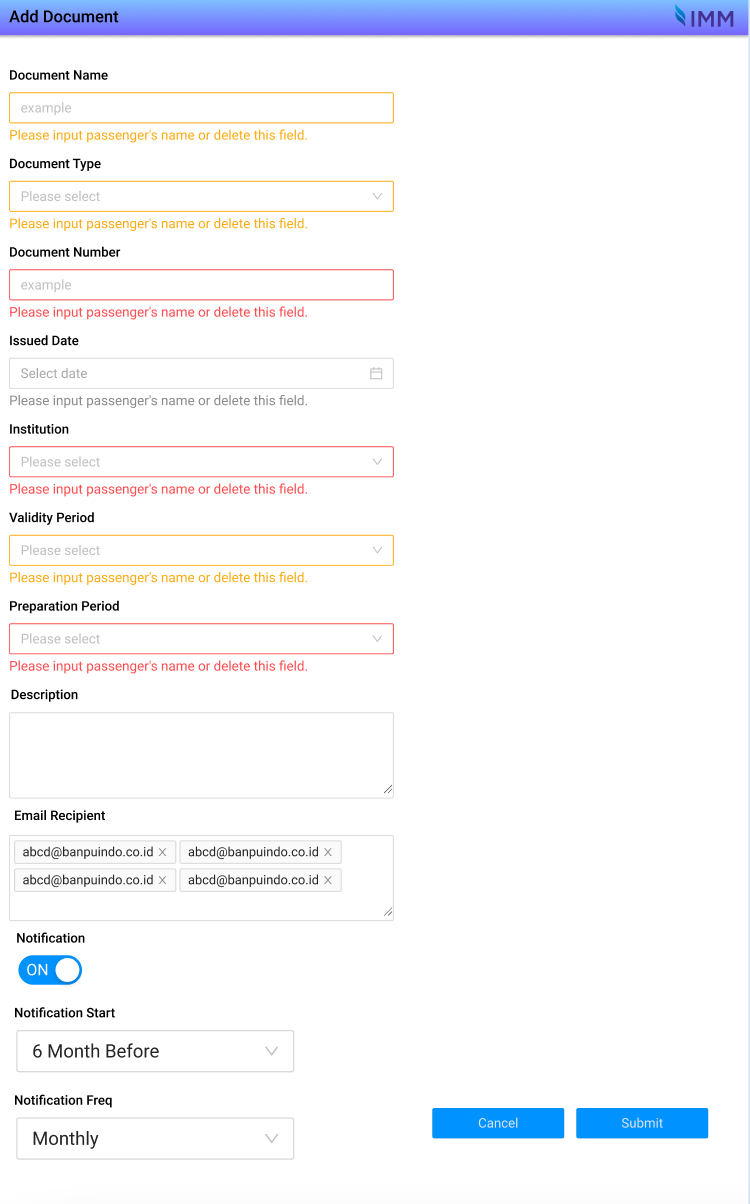 Add Document
IMM
Document Name
example
Please input passenger's name or delete this field.
Document Type
Please select
Please input passenger's name or delete this field.
Document Number
example
Please input passenger's name or delete this field.
Issued Date
Select date
Please input passenger's name or delete this field.
Institution
Please select
Please input passenger's name or delete this field.
Validity Period
Please select
Please input passenger's name or delete this field.
Preparation Period
Please select
Please input passenger's name or delete this field.
Description
Email Recipient
abcd@banpuindo.co.id abcd@banpuindo.co.id
abcd@banpuindo.co.id abcd@banpuindo.co.id
Notification
ON
Notification Start
6 Month Before
Notification Freq
Monthly
Cancel Submit